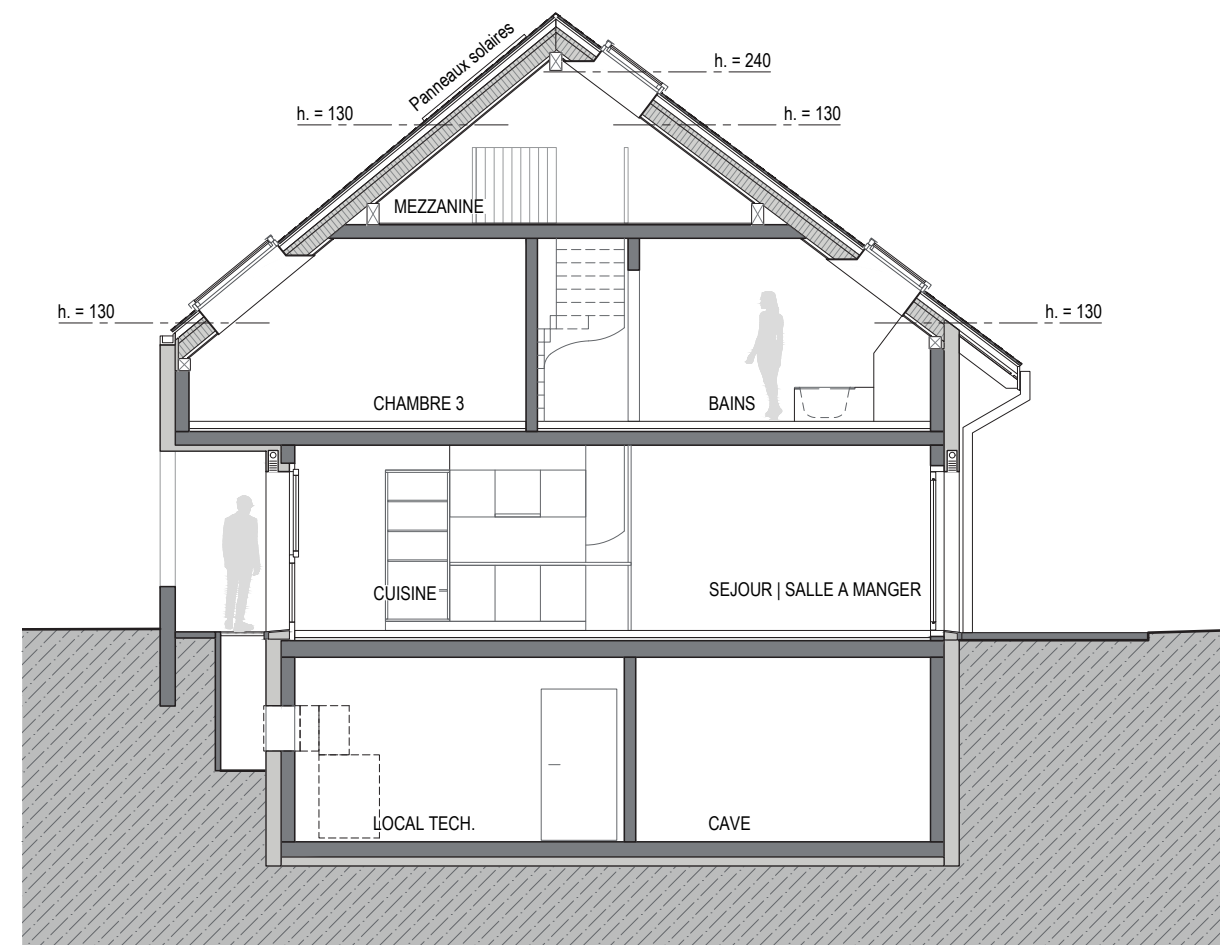 Panneaux solaires
h. = 240
h. = 130
h. = 130
MEZZANINE
h. = 130
h. = 130
CHAMBRE 3
BAINS
CUISINE
SEJOUR | SALLE A MANGER
LOCAL TECH.
CAVE